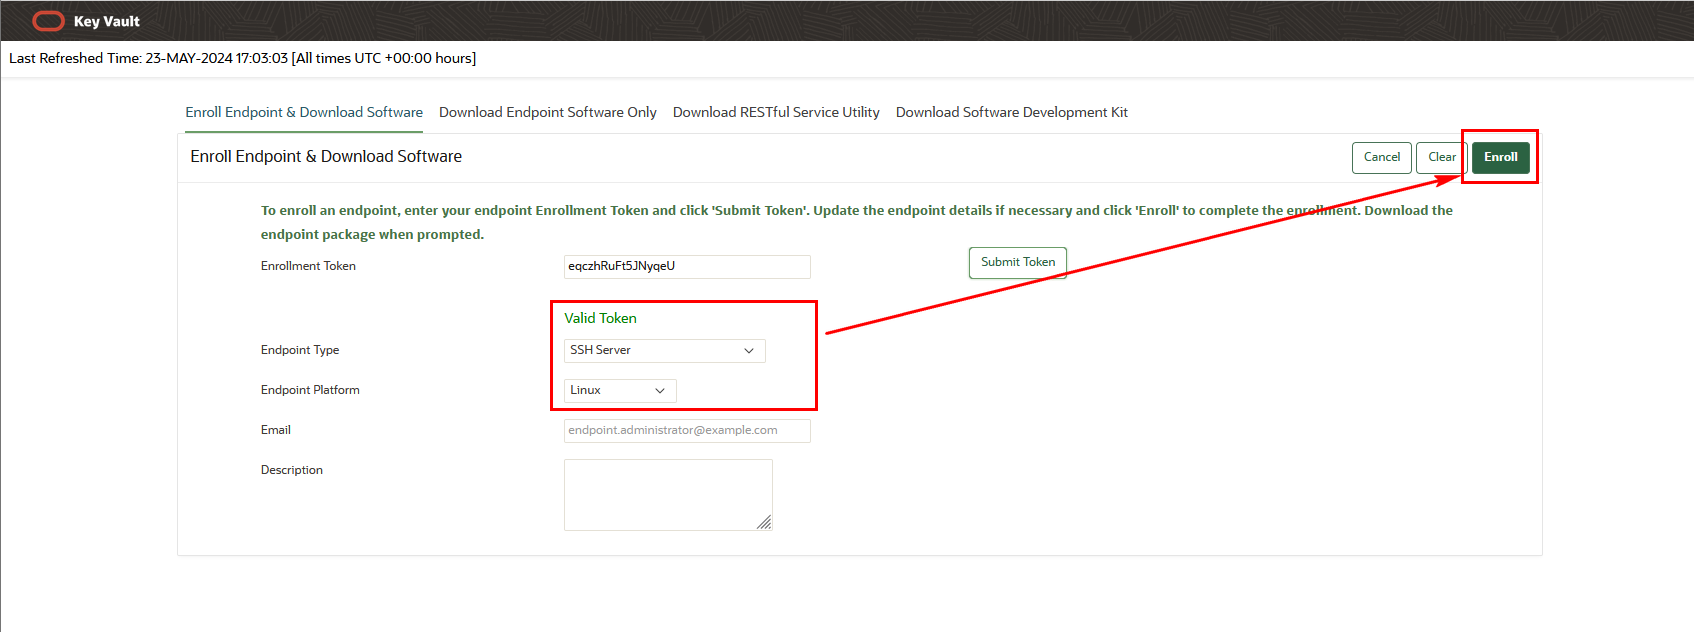 Key Vault
Last Refreshed Time: 23-MAY-2024 17:03:03 [All times UTC +00:00 hours]
Enroll Endpoint & Download Software Download Endpoint Software Only Download RESTful Service Utility Download Software Development Kit
Enroll Endpoint & Download Software Cancel Clear Enroll
To enroll an endpoint, enter your endpoint Enrollment Token and click 'Submit Token'. Update the endpoint details if necessary and click 'Enroll' to complete the enrollment. Download the
endpoint package when prompted.
Enrollment Token eqczhRuFt5JNyqeU Submit Token
Valid Token
Endpoint Type SSH Server
Endpoint Platform Linux
Email endpoint.administrator@example.com
Description